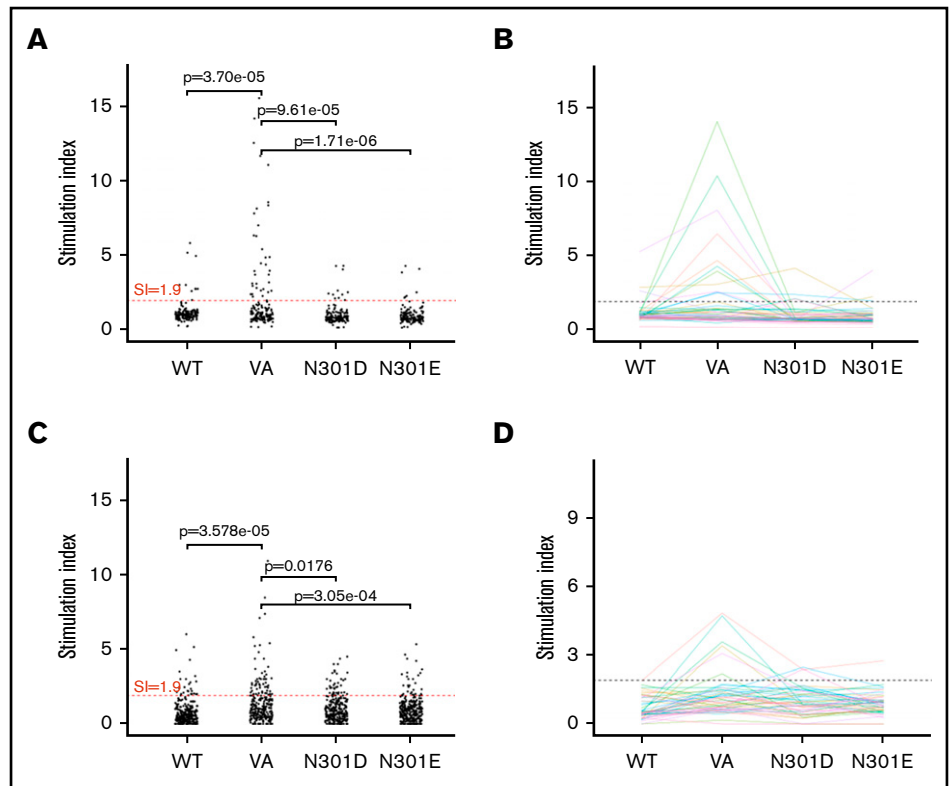 A
Stimulation index
15
10
5
0
p=3.70e-05
p=9.61e-05
p=1.71e-06
SI=1.9
WT VA N301D N301E
B
Stimulation index
15
10
5
0
WT VA N301D N301E
C
Stimulation index
15
10
5
0
p=3.578e-05
p=0.0176
p=3.05e-04
SI=1.9
WT VA N301D N301E
D
Stimulation index
9
6
3
0
WT VA N301D N301E